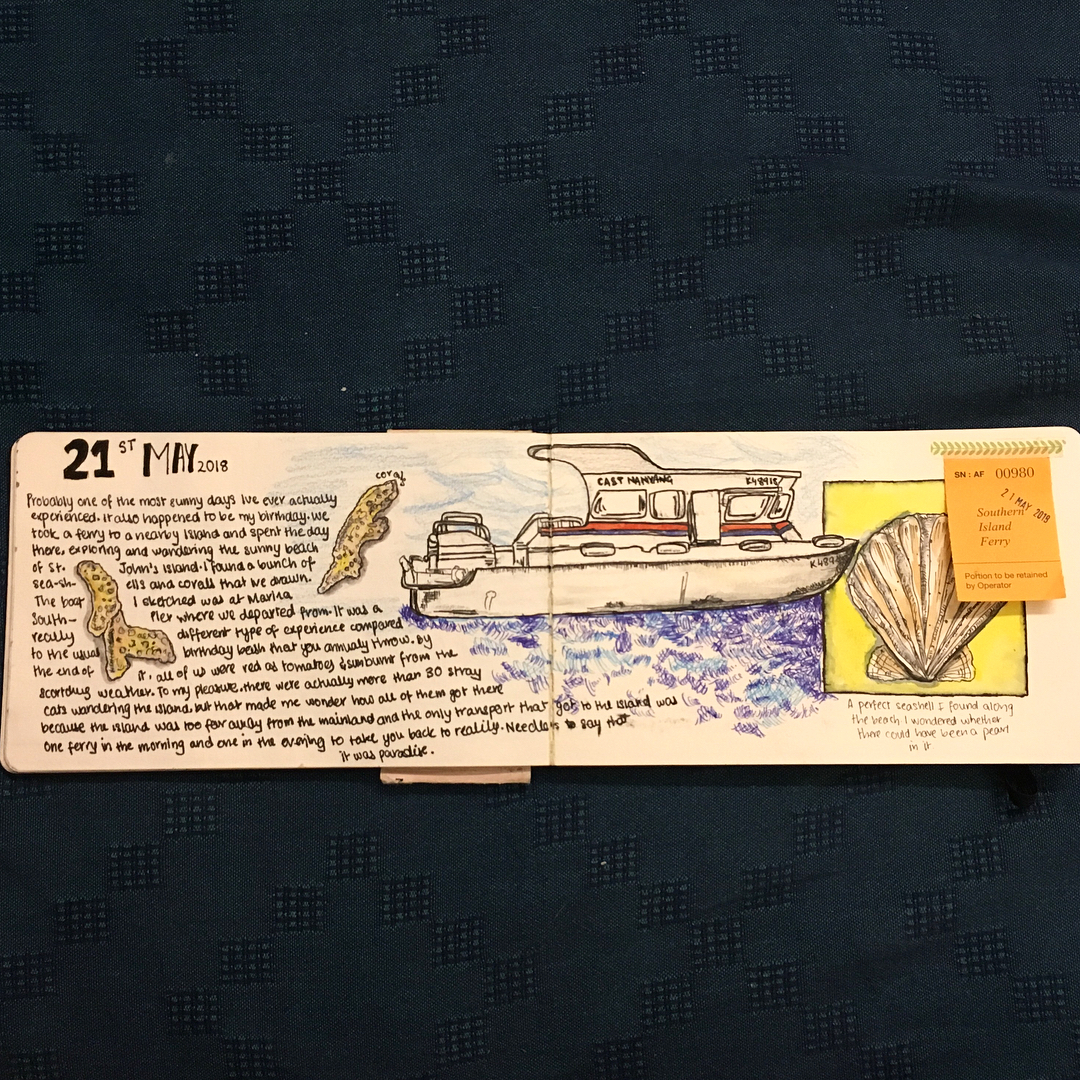 21ST MAY 2018
Probably one of the most sunny days Ive ever actually
experienced. It also happened to be my birthday. we
took a ferry to a nearby Island and spent the day
there, exploring and wandering the sunny beach
of St. John's island. I found a bunch of
sea-sh- ells and corall that we drawn.
The boat I sketched was at Marina
South- Pier where we departed from. It was a
really different type of experience compared
to the usual birthday bash that you annualy throw. By
the end of it, all of us were red as tomatoes & sunburnt from the
scortchy weather. To my pleasure, there were actually more than 30 stray
cats wandering the island, but that made me wonder how all of them got there
because the island was too far away from the mainland and the only transport that got to the island was
one ferry in the morning and one in the evening to take you back to reality. Needless to say that
it was paradise.
coral
CAST NANYANG
K4891E
K489
SN : AF 00980
21 MAY 2018
Southern
Island
Ferry
Portion to be retained
by Operator
A perfect seashell I found along
the beach I wondered whether
there could have been a pearl
in it